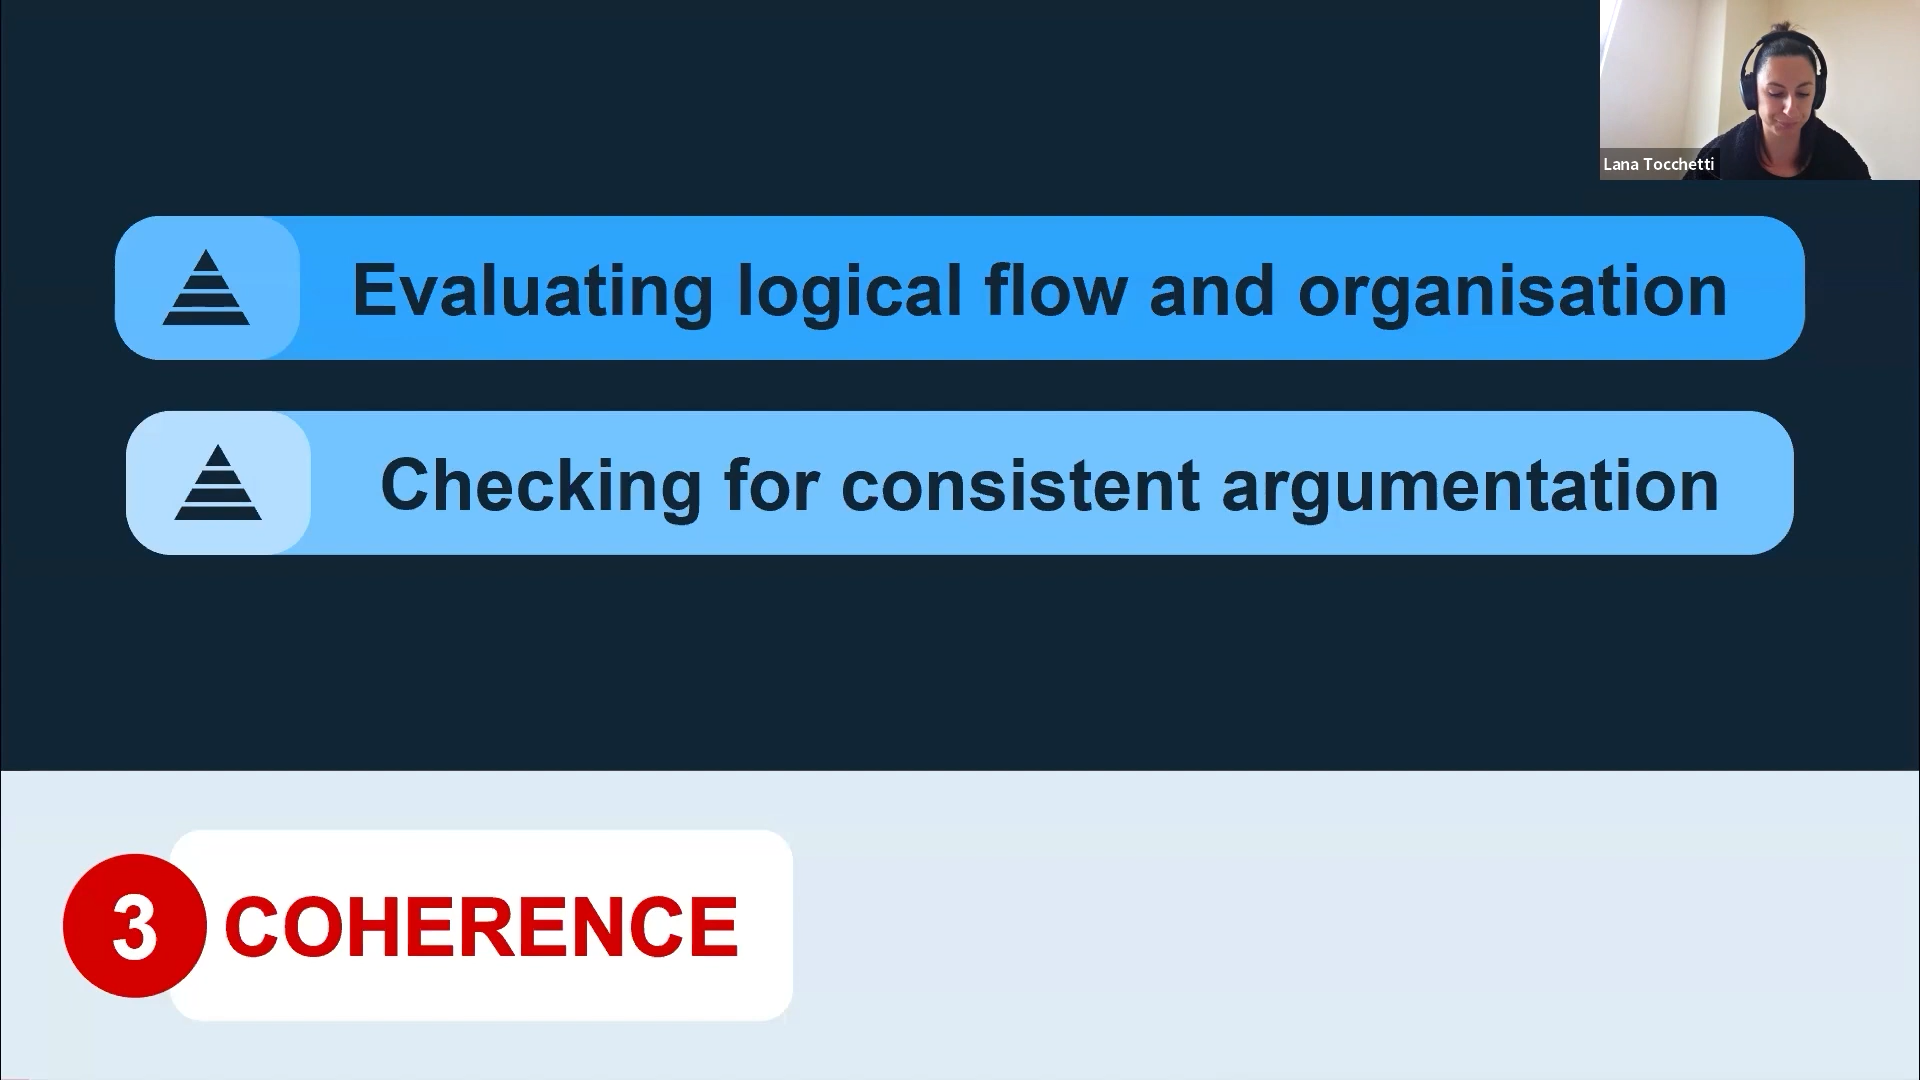 Lana Tocchetti
Evaluating logical flow and organisation
Checking for consistent argumentation
3 COHERENCE